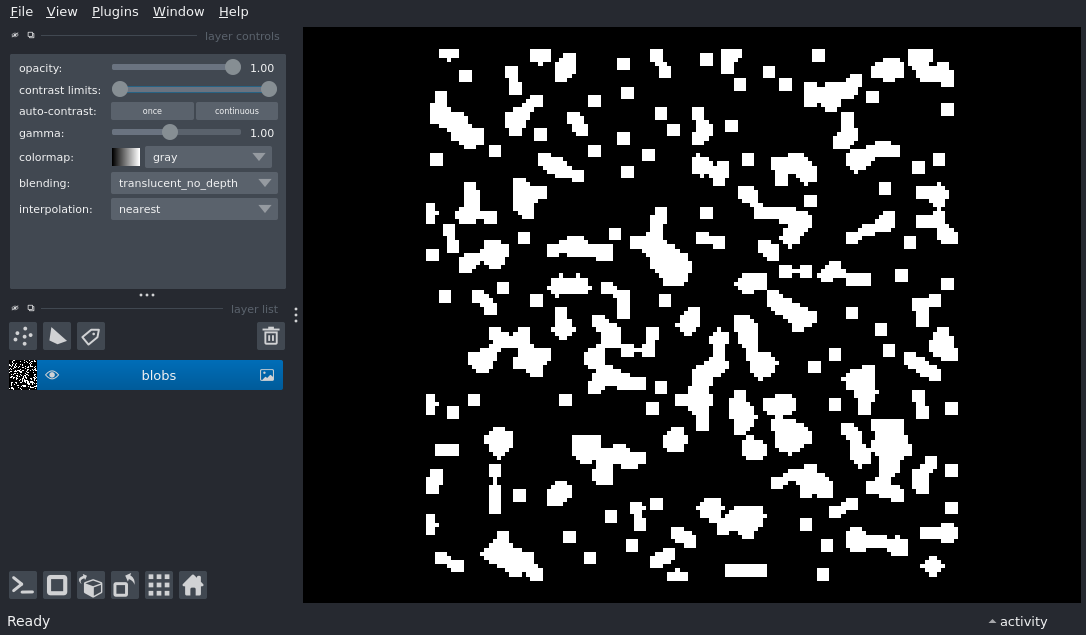 File View Plugins Window Help
layer controls
opacity: 1.00
contrast limits:
auto-contrast: once continuous
gamma: 1.00
colormap: gray
blending: translucent_no_depth
interpolation: nearest
layer list
blobs
Ready activity